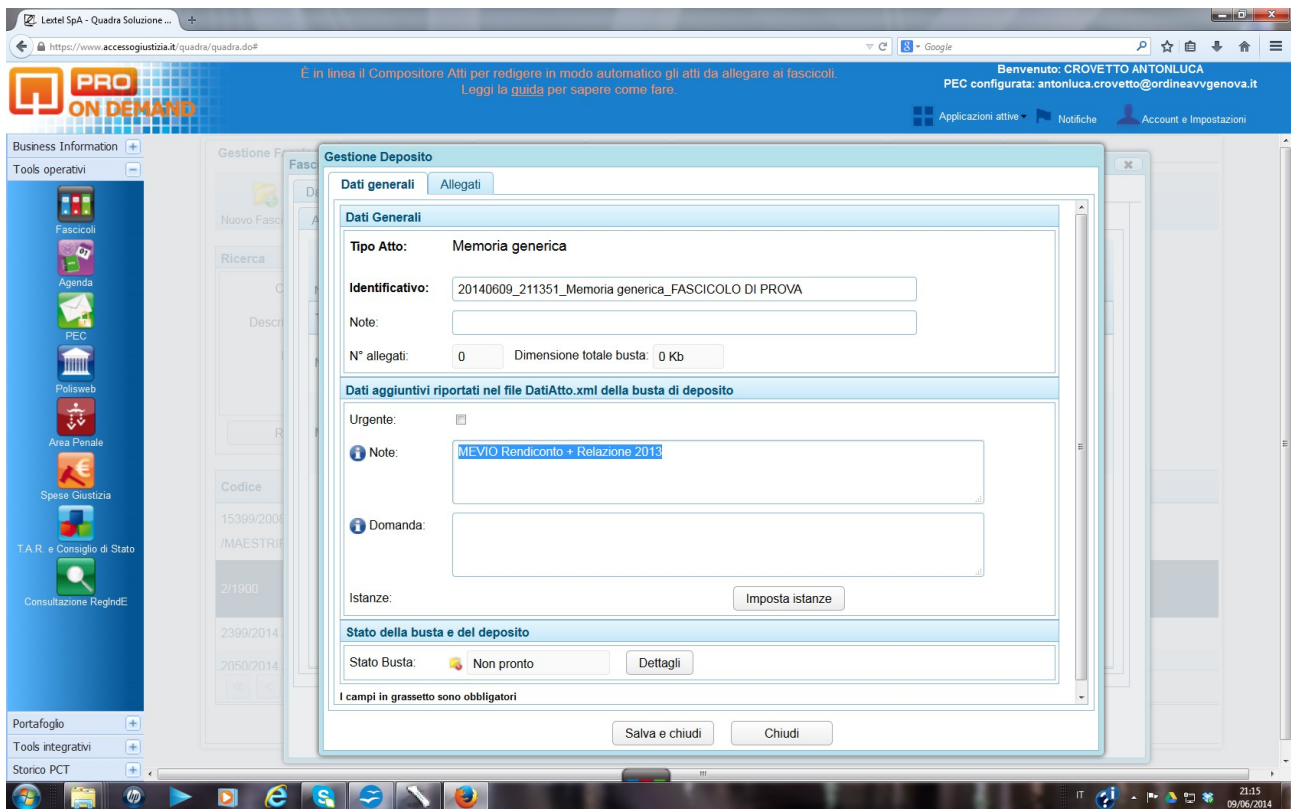 Lextel SpA - Quadra Soluzione ...
https://www.accessogiustizia.it/quadra/quadra.do#
Google
PRO
ON DEMAND
È in linea il Compositore Atti per redigere in modo automatico gli atti da allegare ai fascicoli.
Leggi la guida per sapere come fare.
Benvenuto: CROVETTO ANTONLUCA
PEC configurata: antonluca.crovetto@ordineavvgenova.it
Applicazioni attive
Notifiche
Account e Impostazioni
Business Information
Tools operativi
Fascicoli
Agenda
PEC
Polisweb
Area Penale
Spese Giustizia
T.A.R. e Consiglio di Stato
Consultazione RegIndE
Portafoglio
Tools integrativi
Storico PCT
Gestione F
Nuovo Fasci
Ricerca
Descri
Codice
15399/2008
/MAESTRI
2/1900
2399/2014
2050/2014
Fasc
Gestione Deposito
Dati generali
Allegati
Dati Generali
Tipo Atto: Memoria generica
Identificativo: 20140609_211351_Memoria generica_FASCICOLO DI PROVA
Note:
N° allegati: 0 Dimensione totale busta: 0 Kb
Dati aggiuntivi riportati nel file DatiAtto.xml della busta di deposito
Urgente:
Note: MEVIO Rendiconto + Relazione 2013
Domanda:
Istanze: Imposta istanze
Stato della busta e del deposito
Stato Busta: Non pronto Dettagli
I campi in grassetto sono obbligatori
Salva e chiudi Chiudi
IT
21:15
09/06/2014